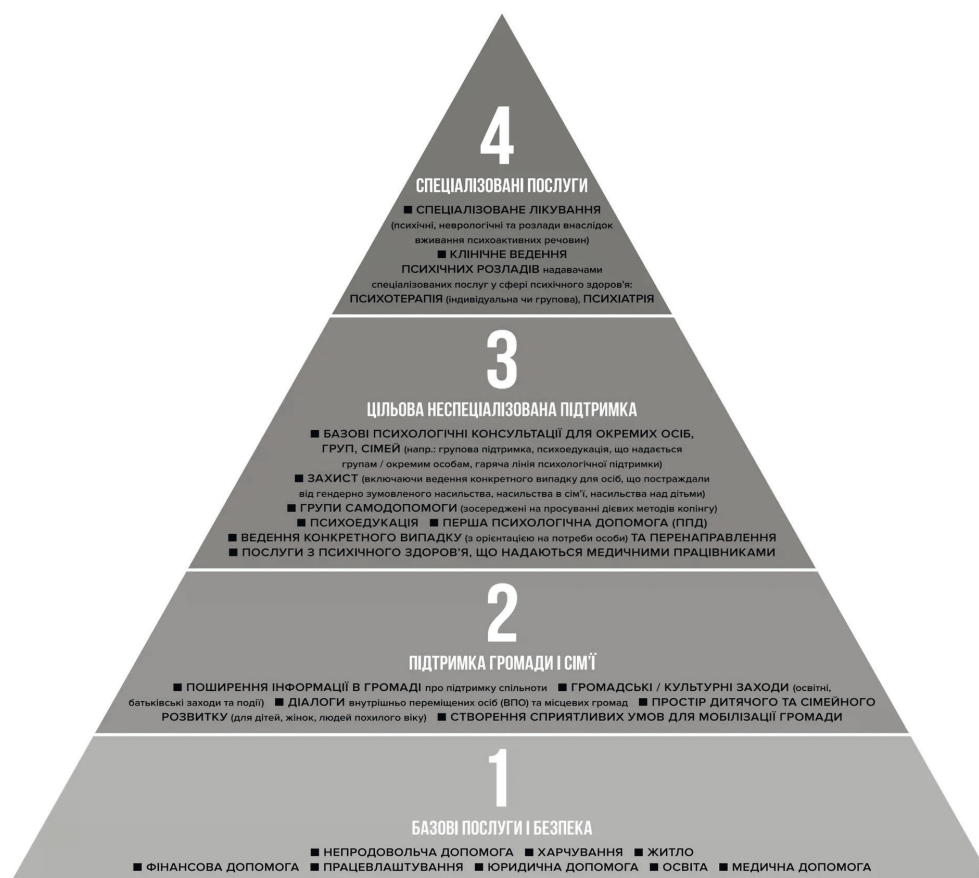 4
СПЕЦІАЛІЗОВАНІ ПОСЛУГИ
■ СПЕЦІАЛІЗОВАНЕ ЛІКУВАННЯ
(психічні, неврологічні та розлади внаслідок
вживання психоактивних речовин)
■ КЛІНІЧНЕ ВЕДЕННЯ
ПСИХІЧНИХ РОЗЛАДІВ надавачами
спеціалізованих послуг у сфері психічного здоров'я:
ПСИХОТЕРАПІЯ (індивідуальна чи групова), ПСИХІАТРІЯ
3
ЦІЛЬОВА НЕСПЕЦІАЛІЗОВАНА ПІДТРИМКА
■ БАЗОВІ ПСИХОЛОГІЧНІ КОНСУЛЬТАЦІЇ ДЛЯ ОКРЕМИХ ОСІБ,
ГРУП, СІМЕЙ (напр.: групова підтримка, психоедукація, що надається
групам / окремим особам, гаряча лінія психологічної підтримки)
■ ЗАХИСТ (включаючи ведення конкретного випадку для осіб, що постраждали
від гендерно зумовленого насильства, насильства в сім'ї, насильства над дітьми)
■ ГРУПИ САМОДОПОМОГИ (зосереджені на просуванні дієвих методів копінгу)
■ ПСИХОЕДУКАЦІЯ ■ ПЕРША ПСИХОЛОГІЧНА ДОПОМОГА (ППД)
■ ВЕДЕННЯ КОНКРЕТНОГО ВИПАДКУ (з орієнтацією на потреби особи) ТА ПЕРЕНАПРАВЛЕННЯ
■ ПОСЛУГИ З ПСИХІЧНОГО ЗДОРОВ'Я, ЩО НАДАЮТЬСЯ МЕДИЧНИМИ ПРАЦІВНИКАМИ
2
ПІДТРИМКА ГРОМАДИ І СІМ'Ї
■ ПОШИРЕННЯ ІНФОРМАЦІЇ В ГРОМАДІ про підтримку спільноти ■ ГРОМАДСЬКІ / КУЛЬТУРНІ ЗАХОДИ (освітні,
батьківські заходи та події) ■ ДІАЛОГИ внутрішньо переміщених осіб (ВПО) та місцевих громад ■ ПРОСТІР ДИТЯЧОГО ТА СІМЕЙНОГО
РОЗВИТКУ (для дітей, жінок, людей похилого віку) ■ СТВОРЕННЯ СПРИЯТЛИВИХ УМОВ ДЛЯ МОБІЛІЗАЦІЇ ГРОМАДИ
1
БАЗОВІ ПОСЛУГИ І БЕЗПЕКА
■ НЕПРОДОВОЛЬЧА ДОПОМОГА ■ ХАРЧУВАННЯ ■ ЖИТЛО
■ ФІНАНСОВА ДОПОМОГА ■ ПРАЦЕВЛАШТУВАННЯ ■ ЮРИДИЧНА ДОПОМОГА ■ ОСВІТА ■ МЕДИЧНА ДОПОМОГА